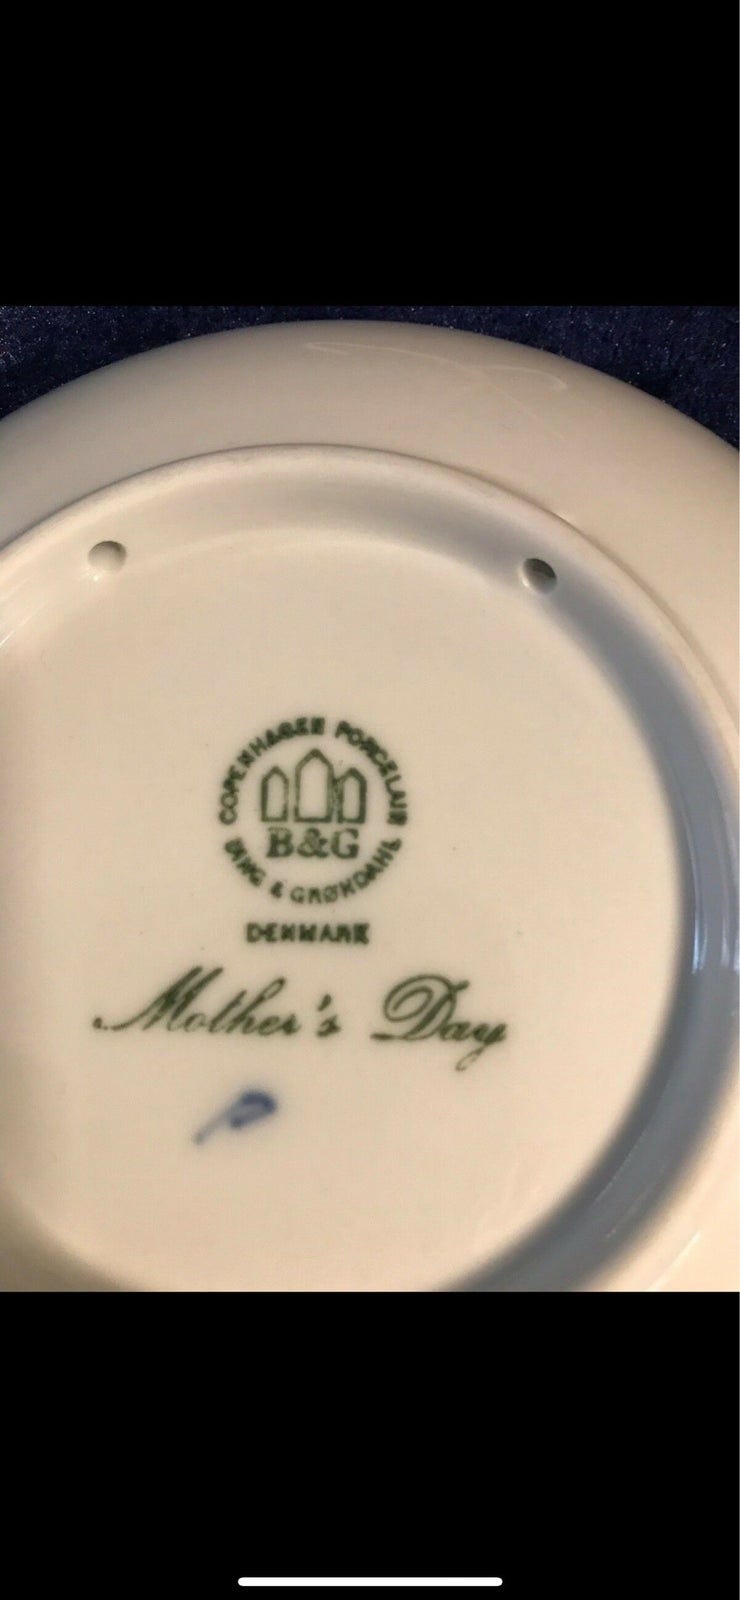 COPENHAGEN PORCELAIN
B&G
BING & GRØNDAHL
DENMARK
Mother's Day